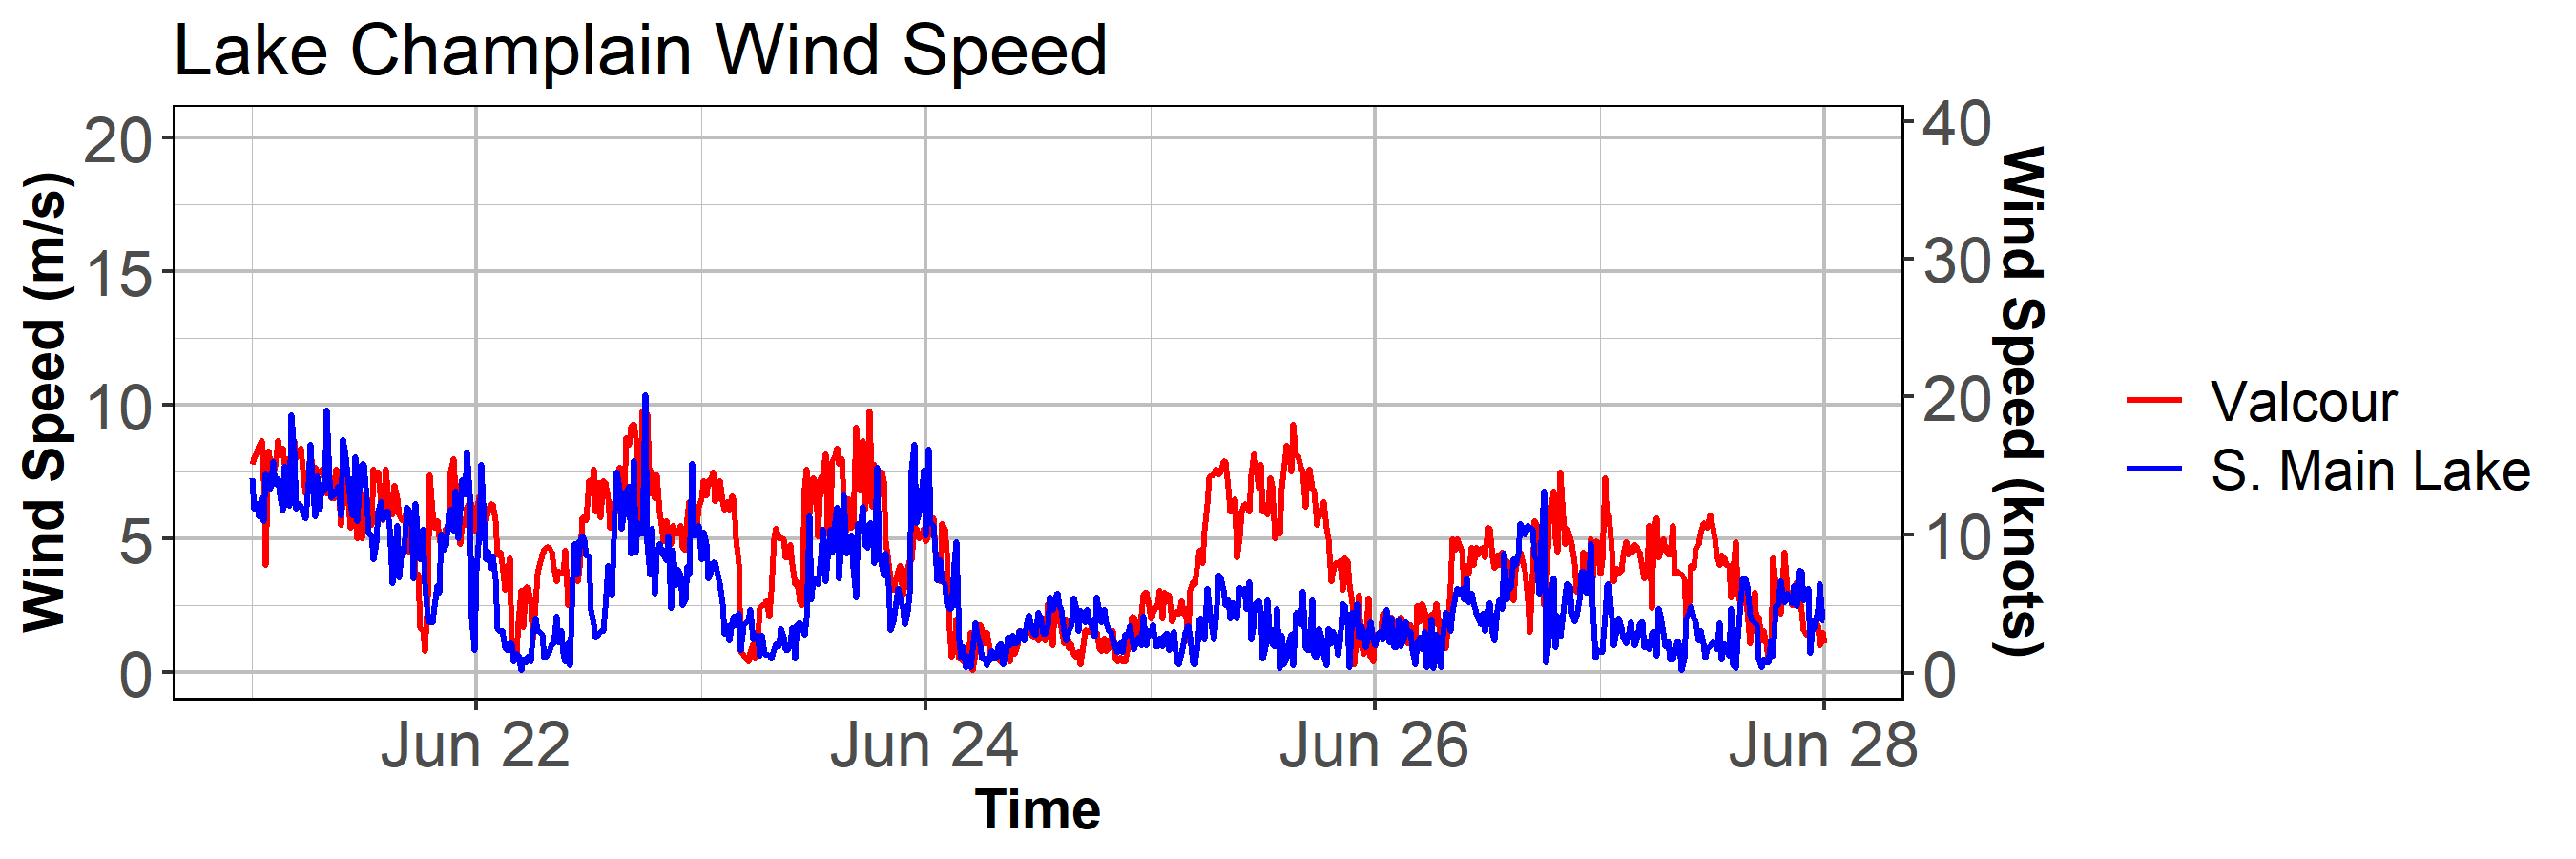 Lake Champlain Wind Speed
Wind Speed (m/s)
20
15
10
5
0
40
30
20
10
0
Wind Speed (knots)
Jun 22
Jun 24
Jun 26
Jun 28
Time
Valcour
S. Main Lake